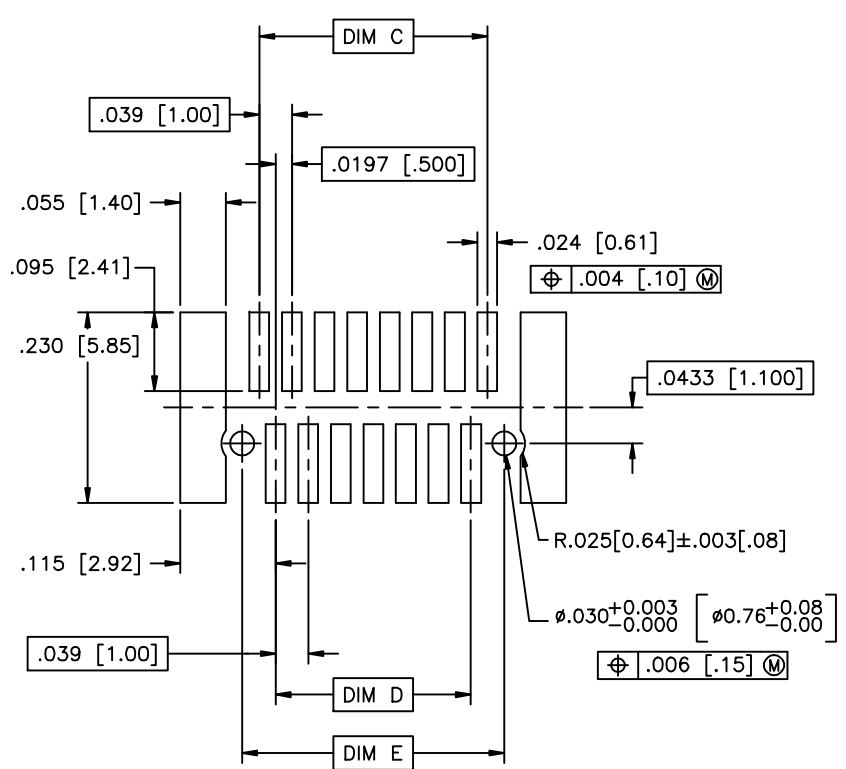 DIM C
.039 [1.00]
.0197 [.500]
.055 [1.40]
.024 [0.61]
.095 [2.41]
⌖ .004 [.10] Ⓜ
.230 [5.85]
.0433 [1.100]
R.025[0.64]±.003[.08]
.115 [2.92]
ø.030+0.003 -0.000 [ø0.76+0.08 -0.00]
.039 [1.00]
⌖ .006 [.15] Ⓜ
DIM D
DIM E